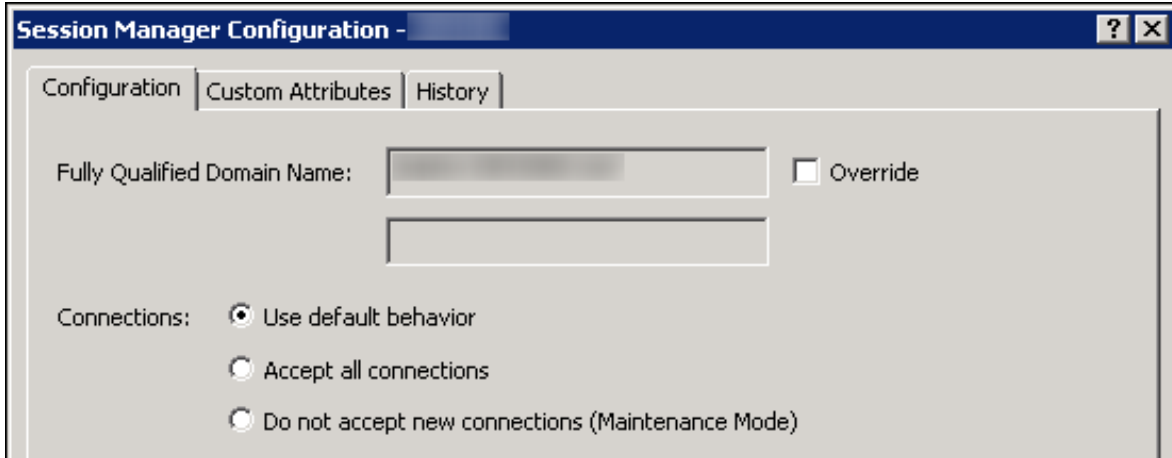 Session Manager Configuration -
Configuration Custom Attributes History
Fully Qualified Domain Name: Override
Connections: Use default behavior
Accept all connections
Do not accept new connections (Maintenance Mode)